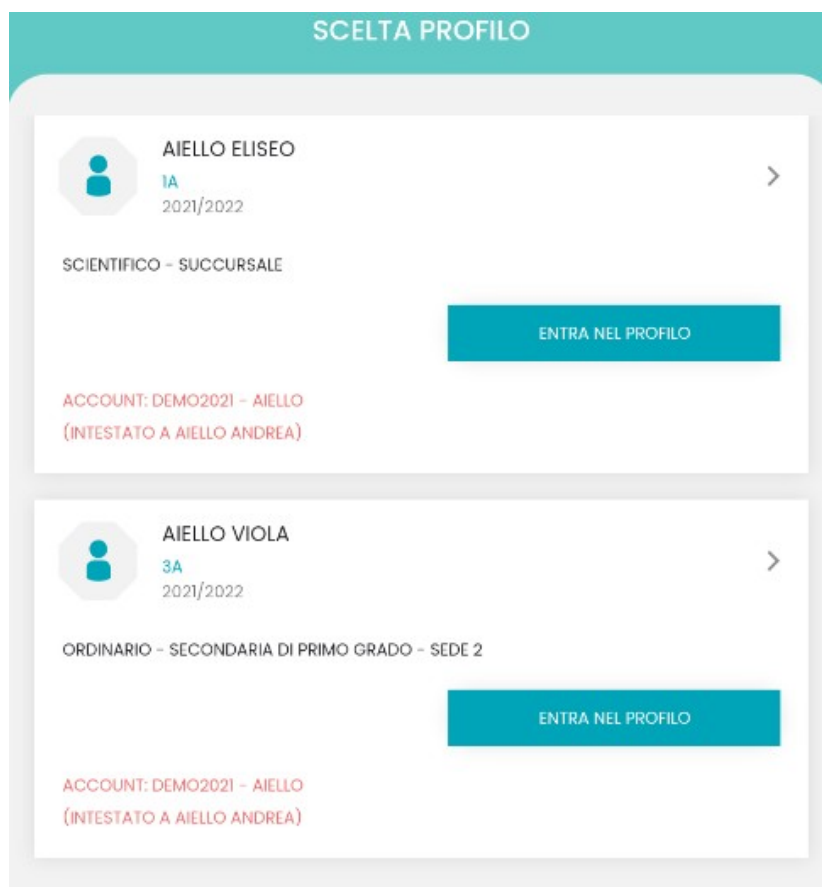 SCELTA PROFILO
AIELLO ELISEO
1A
2021/2022
SCIENTIFICO - SUCCURSALE
ENTRA NEL PROFILO
ACCOUNT: DEMO2021 - AIELLO
(INTESTATO A AIELLO ANDREA)
AIELLO VIOLA
3A
2021/2022
ORDINARIO - SECONDARIA DI PRIMO GRADO - SEDE 2
ENTRA NEL PROFILO
ACCOUNT: DEMO2021 - AIELLO
(INTESTATO A AIELLO ANDREA)